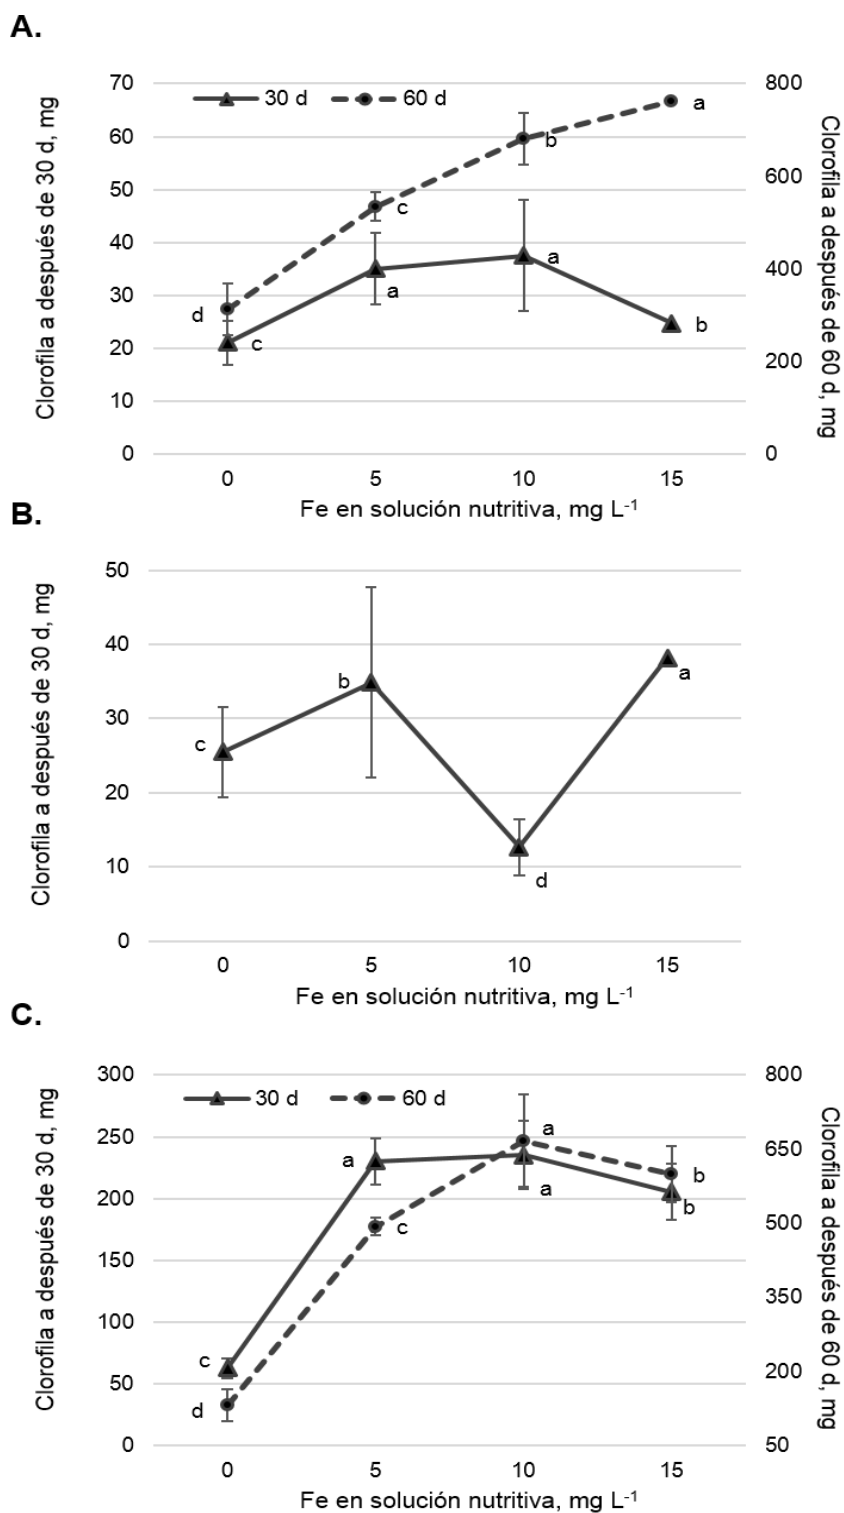 A.
Clorofila a después de 30 d, mg
Clorofila a después de 60 d, mg
30 d
60 d
70
60
50
40
30
20
10
0
800
600
400
200
0
d
c
c
a
b
a
a
b
0
5
10
15
Fe en solución nutritiva, mg L⁻¹
B.
Clorofila a después de 30 d, mg
50
40
30
20
10
0
c
b
d
a
0
5
10
15
Fe en solución nutritiva, mg L⁻¹
C.
Clorofila a después de 30 d, mg
Clorofila a después de 60 d, mg
30 d
60 d
300
250
200
150
100
50
0
800
650
500
350
200
50
c
d
a
c
a
a
b
b
0
5
10
15
Fe en solución nutritiva, mg L⁻¹